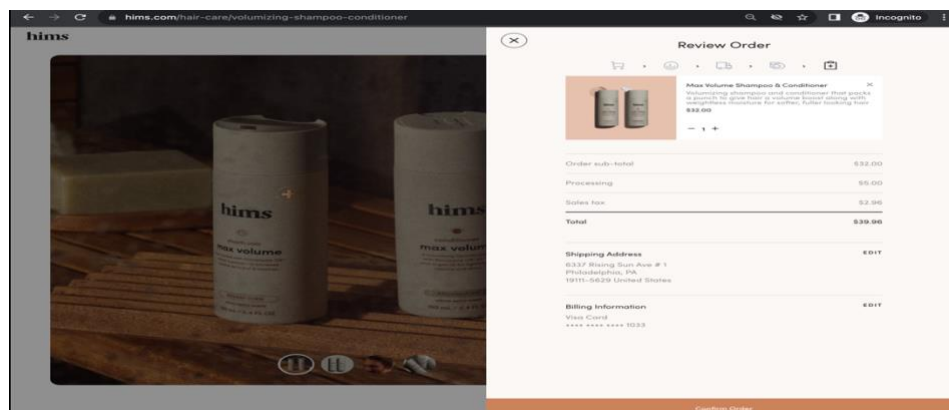 hims.com/hair-care/volumizing-shampoo-conditioner
Incognito
hims
Review Order
Max Volume Shampoo & Conditioner
Volumizing shampoo and conditioner that packs
a punch to give hair a volume boost along with
weightless moisture for softer, fuller looking hair
$32.00
− 1 +
Order sub-total $32.00
Processing $5.00
Sales tax $2.96
Total $39.96
Shipping Address EDIT
6337 Rising Sun Ave # 1
Philadelphia, PA
19111-5629 United States
Billing Information EDIT
Visa Card
•••• •••• •••• 1033
Confirm Order
hims
shampoo
max volume
hims
conditioner
max volum